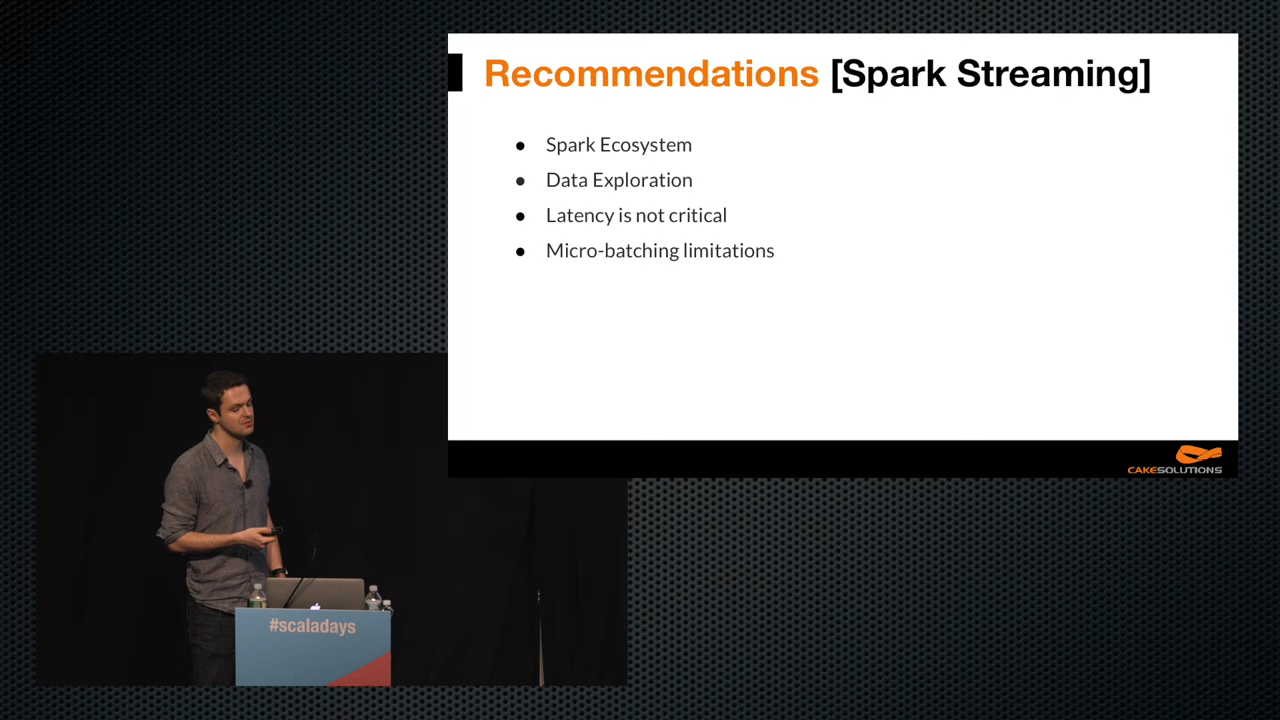 Recommendations [Spark Streaming]
● Spark Ecosystem
● Data Exploration
● Latency is not critical
● Micro-batching limitations
CAKESOLUTIONS
#scaladays